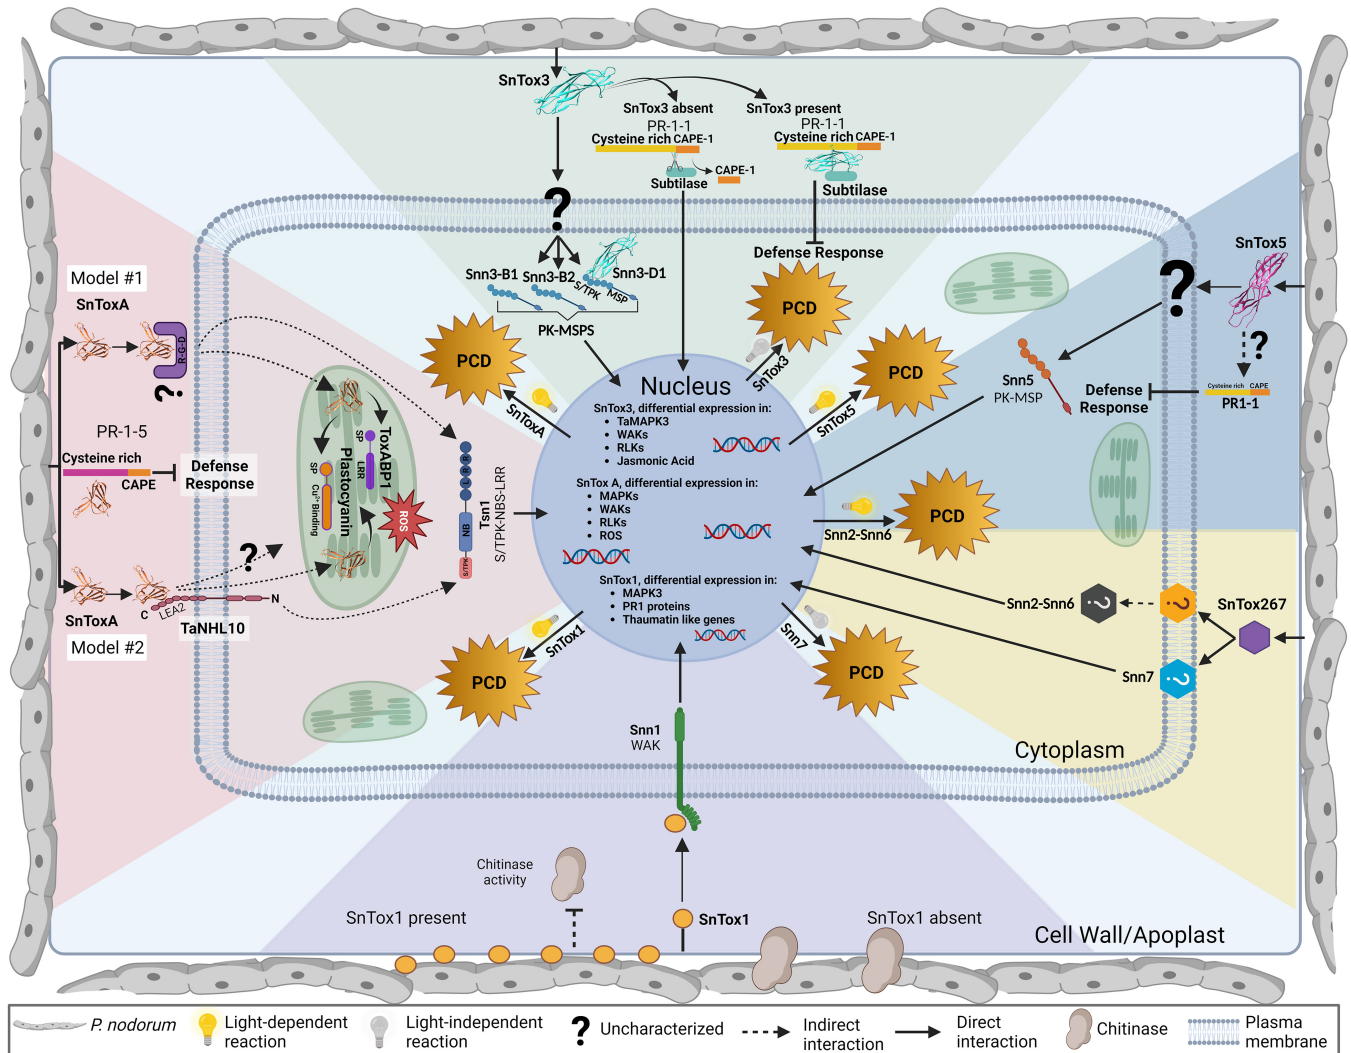 SnTox3
SnTox3 absent
PR-1-1
Cysteine rich CAPE-1
CAPE-1
Subtilase
SnTox3 present
PR-1-1
Cysteine rich CAPE-1
Subtilase
Defense Response
?
Snn3-B1
Snn3-B2
Snn3-D1
S/TPK
MSP
PK-MSPS
PCD
SnToxA
PCD
SnTox3
PCD
SnTox5
SnTox5
?
?
Cysteine rich CAPE
PR1-1
Defense
Response
Snn5
PK-MSP
Model #1
SnToxA
R-G-D
?
PR-1-5
Cysteine rich
CAPE
Defense
Response
SnToxA
Model #2
C
LEA2
N
TaNHL10
?
SP
LRR
ToxABP1
SP
Cu2+ Binding
Plastocyanin
ROS
L R R
NB
S/TPK
Tsn1
S/TPK-NBS-LRR
Nucleus
SnTox3, differential expression in:
• TaMAPK3
• WAKs
• RLKs
• Jasmonic Acid
SnTox A, differential expression in:
• MAPKs
• WAKs
• RLKs
• ROS
SnTox1, differential expression in:
• MAPK3
• PR1 proteins
• Thaumatin like genes
PCD
Snn2-Snn6
Snn2-Snn6
?
?
SnTox267
Snn7
?
PCD
Snn7
PCD
SnTox1
Snn1
WAK
Cytoplasm
Chitinase
activity
SnTox1 present
SnTox1
SnTox1 absent
Cell Wall/Apoplast
P. nodorum
Light-dependent
reaction
Light-independent
reaction
?
Uncharacterized
Indirect
interaction
Direct
interaction
Chitinase
Plasma
membrane